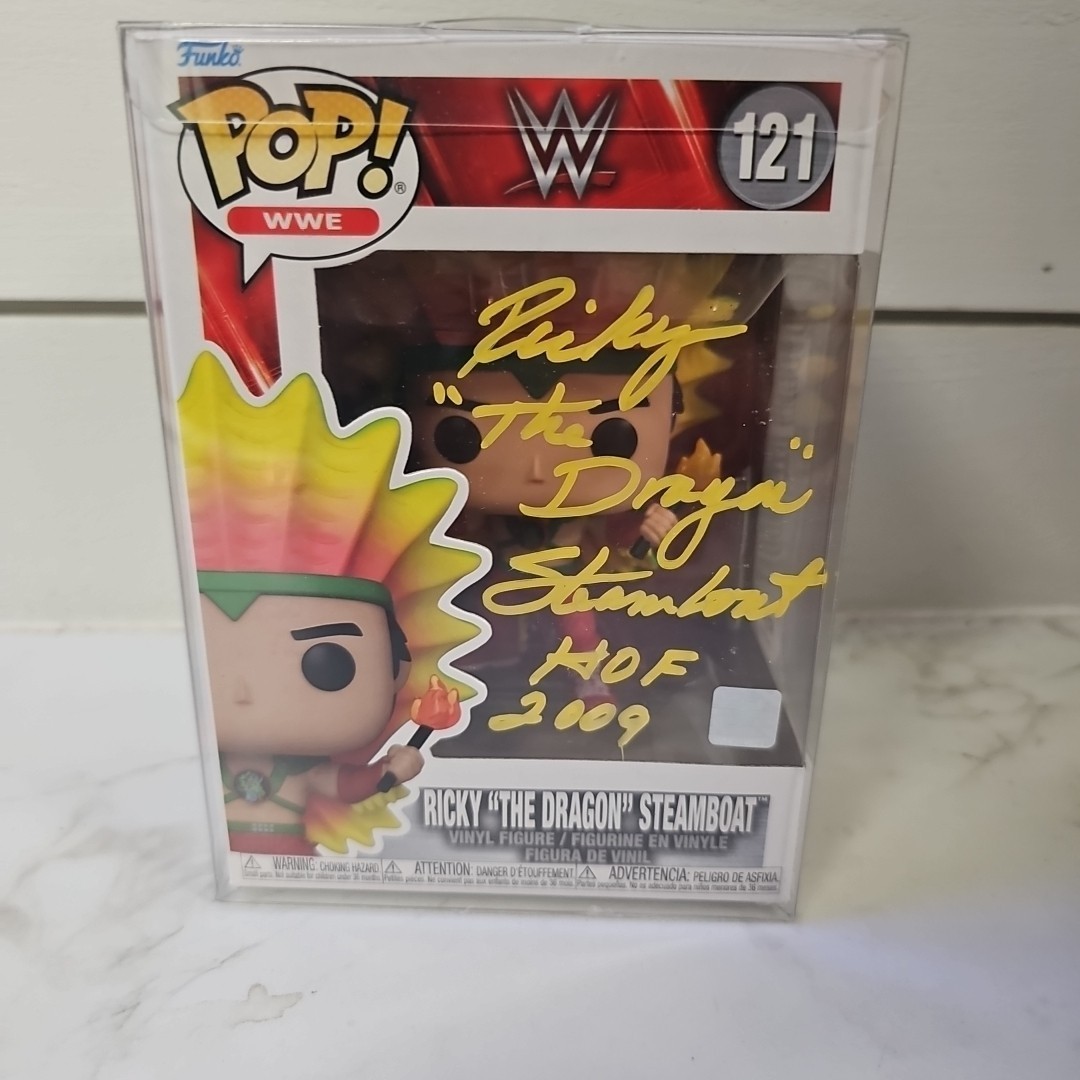 Funko®
POP!®
WWE
W
121
Ricky
"The
Dragon"
Steamboat
HOF
2009
RICKY "THE DRAGON" STEAMBOAT™
VINYL FIGURE / FIGURINE EN VINYLE
FIGURA DE VINIL
WARNING: CHOKING HAZARD. ATTENTION: DANGER D'ÉTOUFFEMENT ADVERTENCIA: PELIGRO DE ASFIXIA.